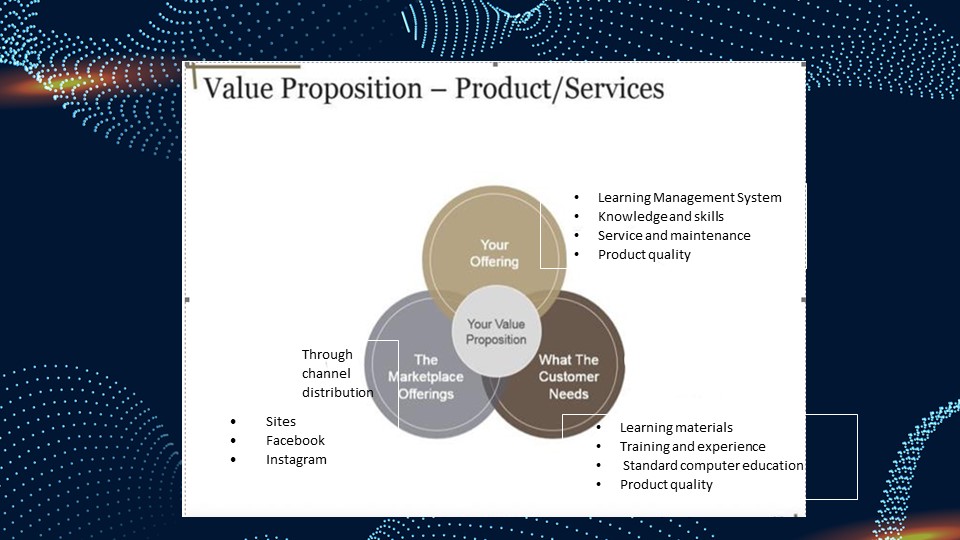 Value Proposition – Product/Services
• Learning Management System
• Knowledge and skills
• Service and maintenance
• Product quality
Your
Offering
Your Value
Proposition
Through
channel
distribution
The
Marketplace
Offerings
What The
Customer
Needs
• Sites
• Facebook
• Instagram
• Learning materials
• Training and experience
• Standard computer education
• Product quality